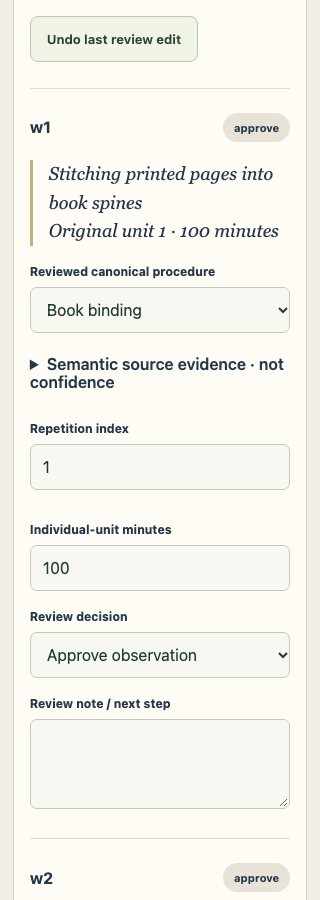 Undo last review edit
w1
approve
Stitching printed pages into
book spines
Original unit 1 · 100 minutes
Reviewed canonical procedure
Book binding
Semantic source evidence · not
confidence
Repetition index
1
Individual-unit minutes
100
Review decision
Approve observation
Review note / next step
w2
approve